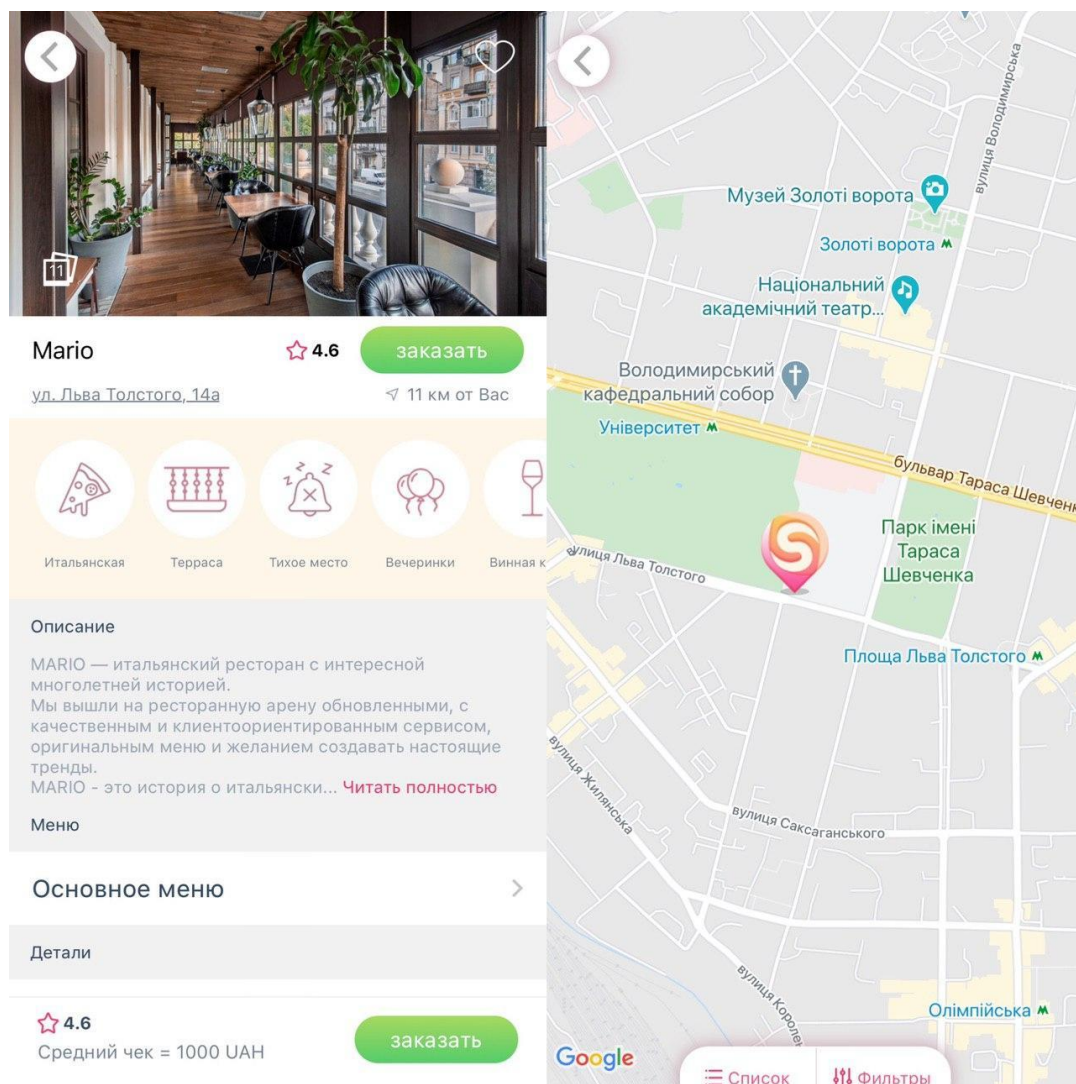 11
Mario
4.6
заказать
ул. Льва Толстого, 14а
11 км от Вас
z z z
Итальянская
Терраса
Тихое место
Вечеринки
Винная к
Описание
MARIO — итальянский ресторан с интересной
многолетней историей.
Мы вышли на ресторанную арену обновленными, с
качественным и клиентоориентированным сервисом,
оригинальным меню и желанием создавать настоящие
тренды.
MARIO - это история о итальянски... Читать полностью
Меню
Основное меню
Детали
4.6
Средний чек = 1000 UAH
заказать
вулиця Володимирська
Музей Золоті ворота
Золоті ворота
Національний
академічний театр...
Володимирський
кафедральний собор
Університет
бульвар Тараса Шевченк
Парк імені
Тараса
Шевченка
S
вулиця Льва Толстого
Площа Льва Толстого
вулиця Жилянська
вулиця Саксаганського
вулиця Королен
Олімпійська
Google
Список
Фильтры